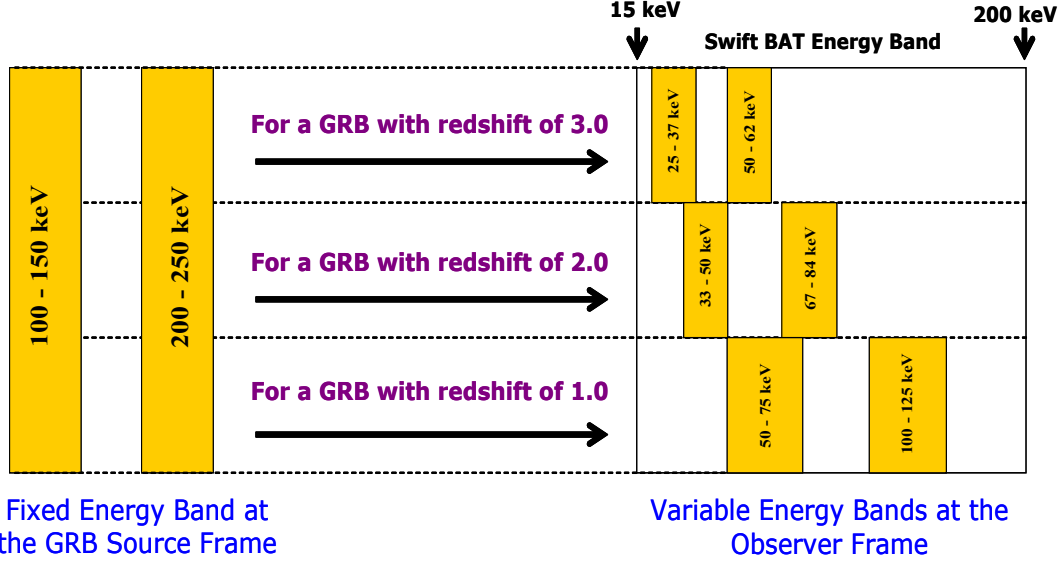 15 keV
200 keV
Swift BAT Energy Band
100 - 150 keV
200 - 250 keV
For a GRB with redshift of 3.0
25 - 37 keV
50 - 62 keV
For a GRB with redshift of 2.0
33 - 50 keV
67 - 84 keV
For a GRB with redshift of 1.0
50 - 75 keV
100 - 125 keV
Fixed Energy Band at
the GRB Source Frame
Variable Energy Bands at the
Observer Frame